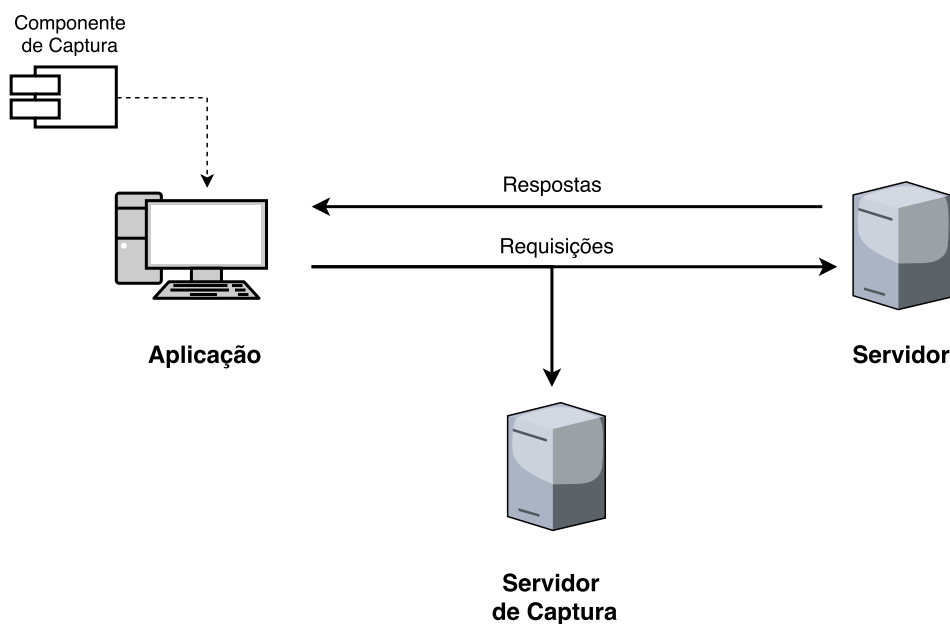 Componente
de Captura
Respostas
Requisições
Aplicação
Servidor
Servidor
de Captura